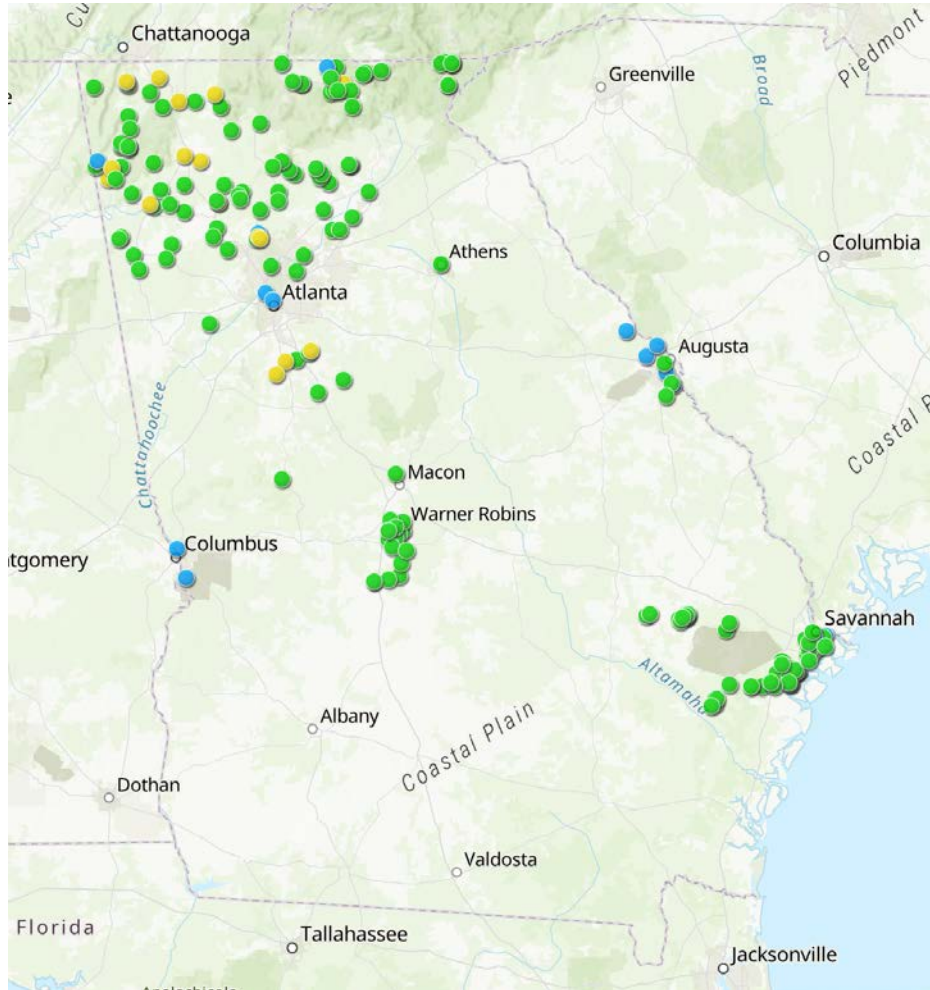 Chattanooga
Greenville
Broad
Piedmont
Columbia
Athens
Atlanta
Augusta
Chattahoochee
Coastal
Macon
Warner Robins
Columbus
Savannah
Altamaha
Albany
Coastal Plain
Dothan
Valdosta
Florida
Tallahassee
Jacksonville